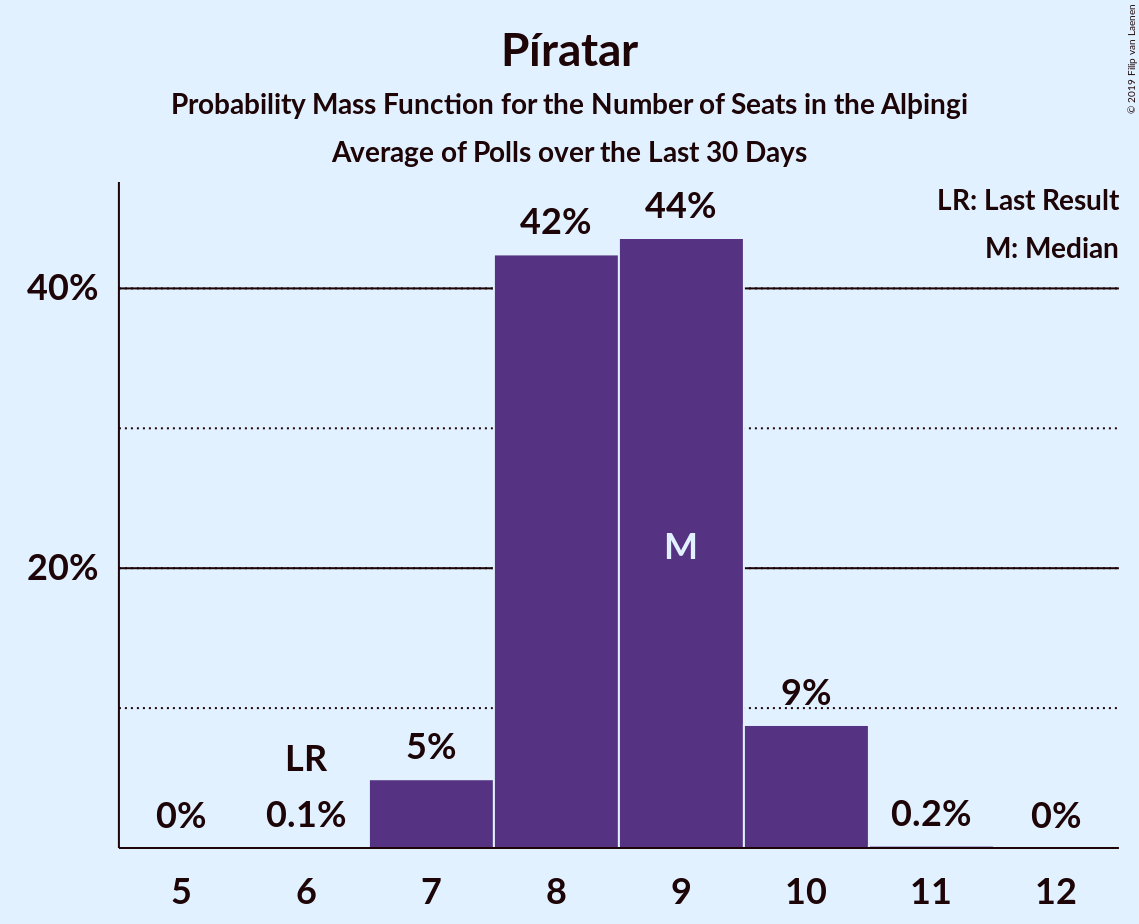 Píratar
Probability Mass Function for the Number of Seats in the Alþingi
Average of Polls over the Last 30 Days
© 2019 Filip van Laenen
LR: Last Result
M: Median
40%
20%
0%
LR
0.1%
5%
42%
44%
M
9%
0.2%
0%
5 6 7 8 9 10 11 12